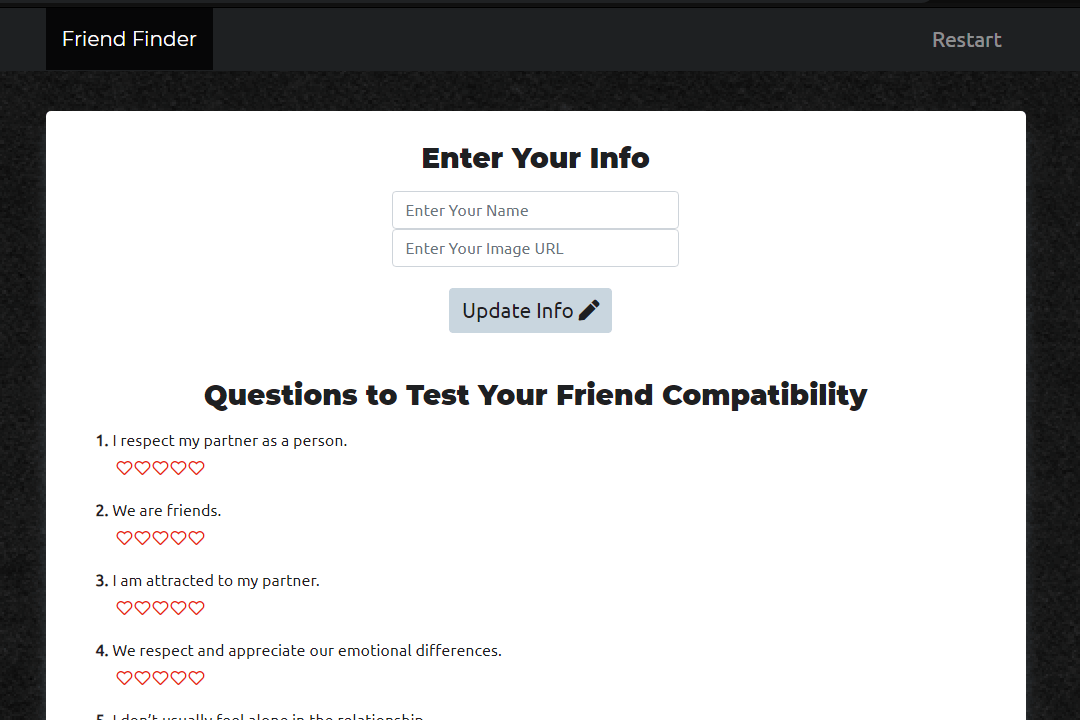 Friend Finder
Restart
Enter Your Info
Enter Your Name
Enter Your Image URL
Update Info
Questions to Test Your Friend Compatibility
1. I respect my partner as a person.
2. We are friends.
3. I am attracted to my partner.
4. We respect and appreciate our emotional differences.
5. I don't usually feel alone in the relationship.